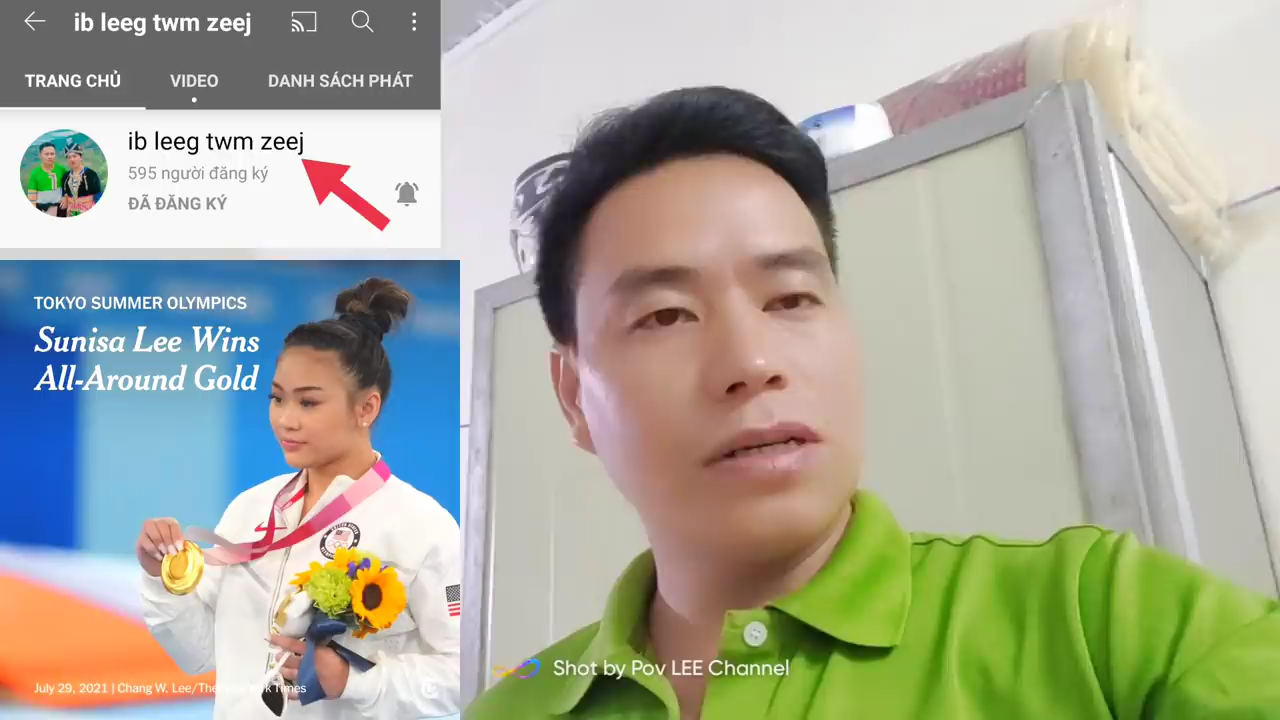 ib leeg twm zeej
TRANG CHỦ
VIDEO
DANH SÁCH PHÁT
ib leeg twm zeej
595 người đăng ký
ĐÃ ĐĂNG KÝ
TOKYO SUMMER OLYMPICS
Sunisa Lee Wins
All-Around Gold
July 29, 2021 | Chang W. Lee/The k Times
Shot by Pov LEE Channel